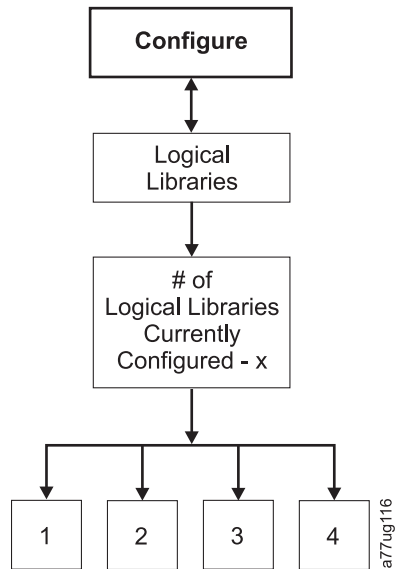 Configure
Logical
Libraries
# of
Logical Libraries
Currently
Configured - x
1
2
3
4
a77ug116